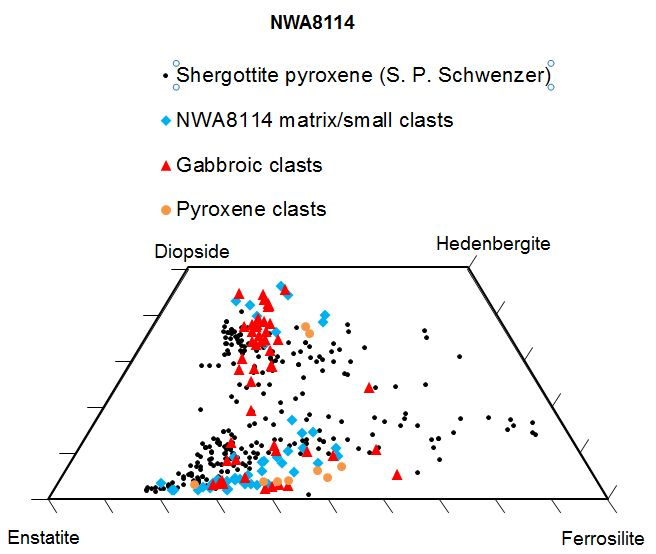 NWA8114
Shergottite pyroxene (S. P. Schwenzer)
NWA8114 matrix/small clasts
Gabbroic clasts
Pyroxene clasts
Diopside
Hedenbergite
Enstatite
Ferrosilite